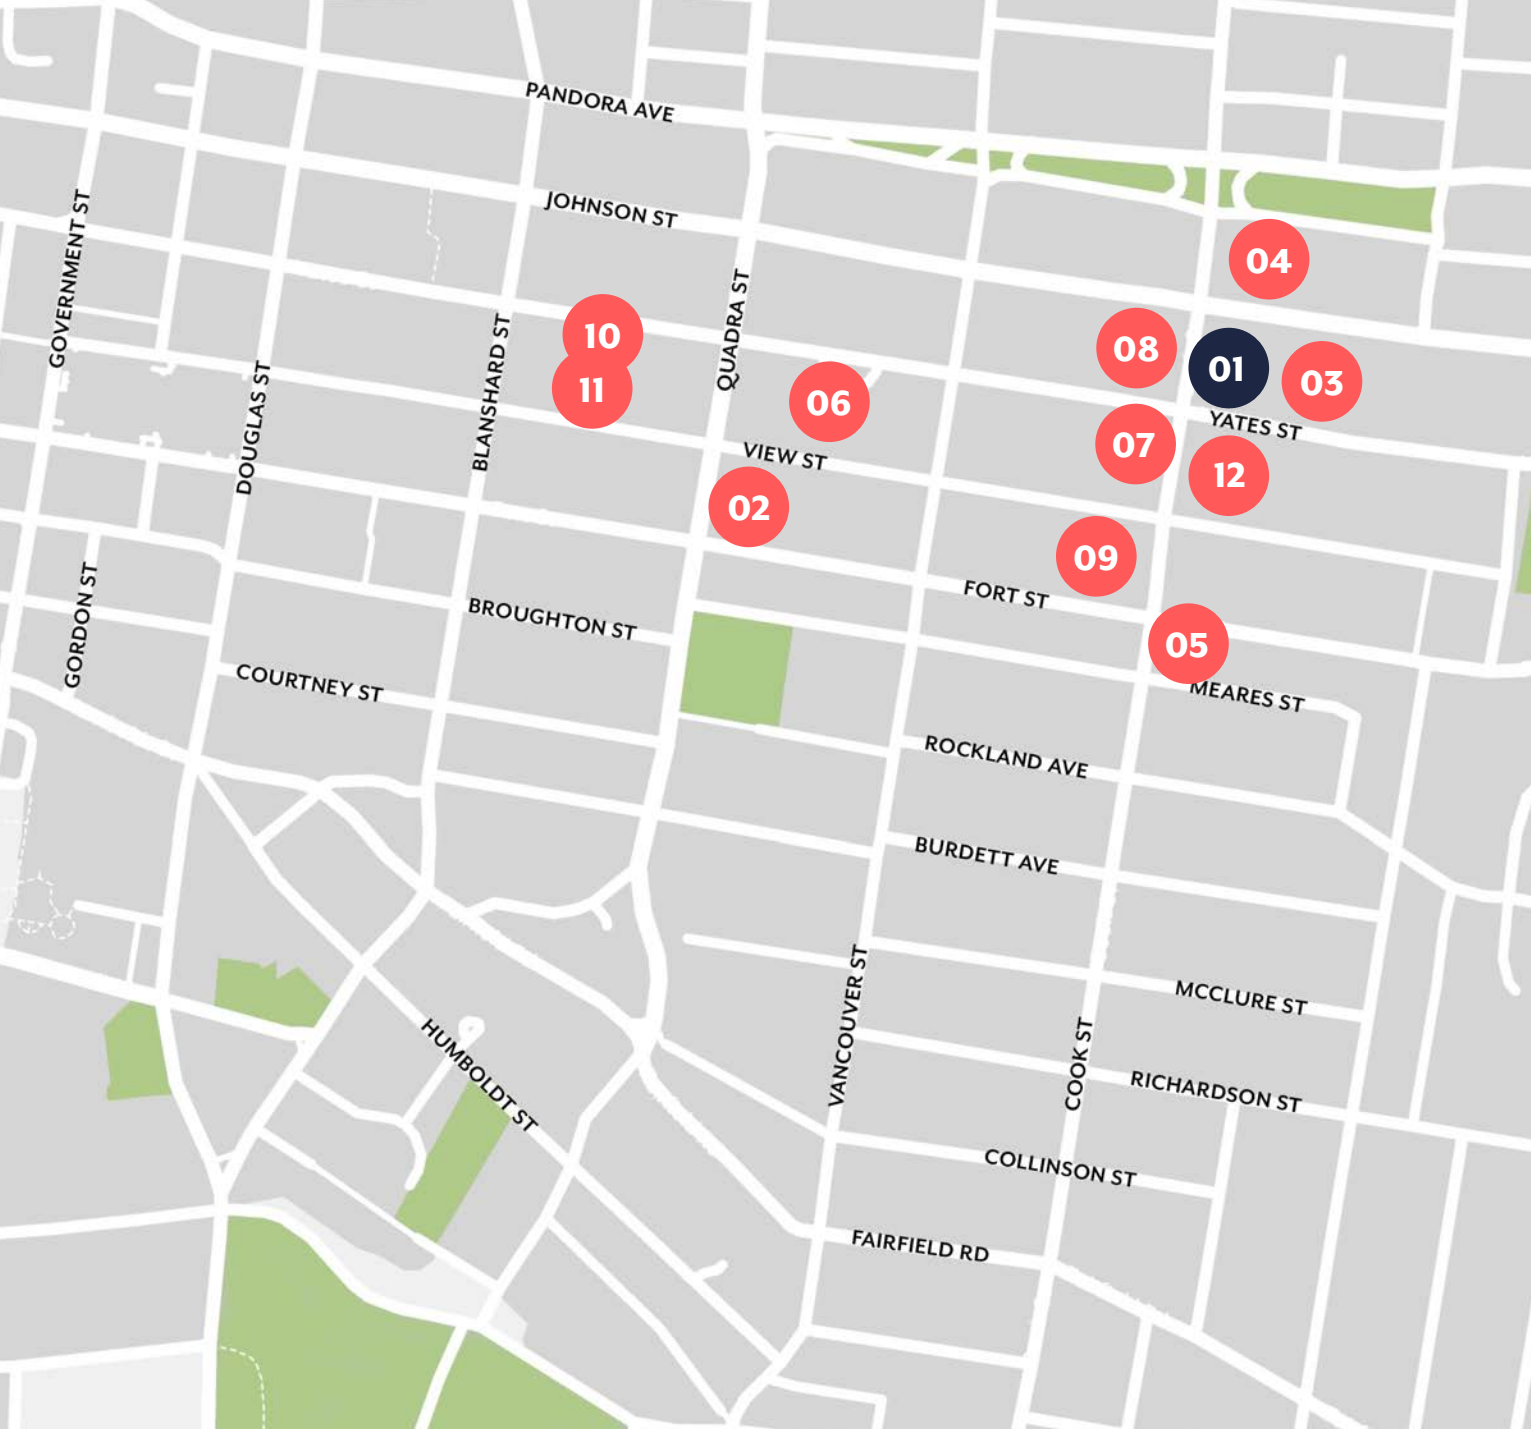 PANDORA AVE
JOHNSON ST
GOVERNMENT ST
04
QUADRA ST
10
08
01
03
BLANSHARD ST
11
06
DOUGLAS ST
YATES ST
07
VIEW ST
12
02
09
FORT ST
GORDON ST
BROUGHTON ST
05
COURTNEY ST
MEARES ST
ROCKLAND AVE
BURDETT AVE
VANCOUVER ST
MCCLURE ST
HUMBOLDT ST
COOK ST
RICHARDSON ST
COLLINSON ST
FAIRFIELD RD